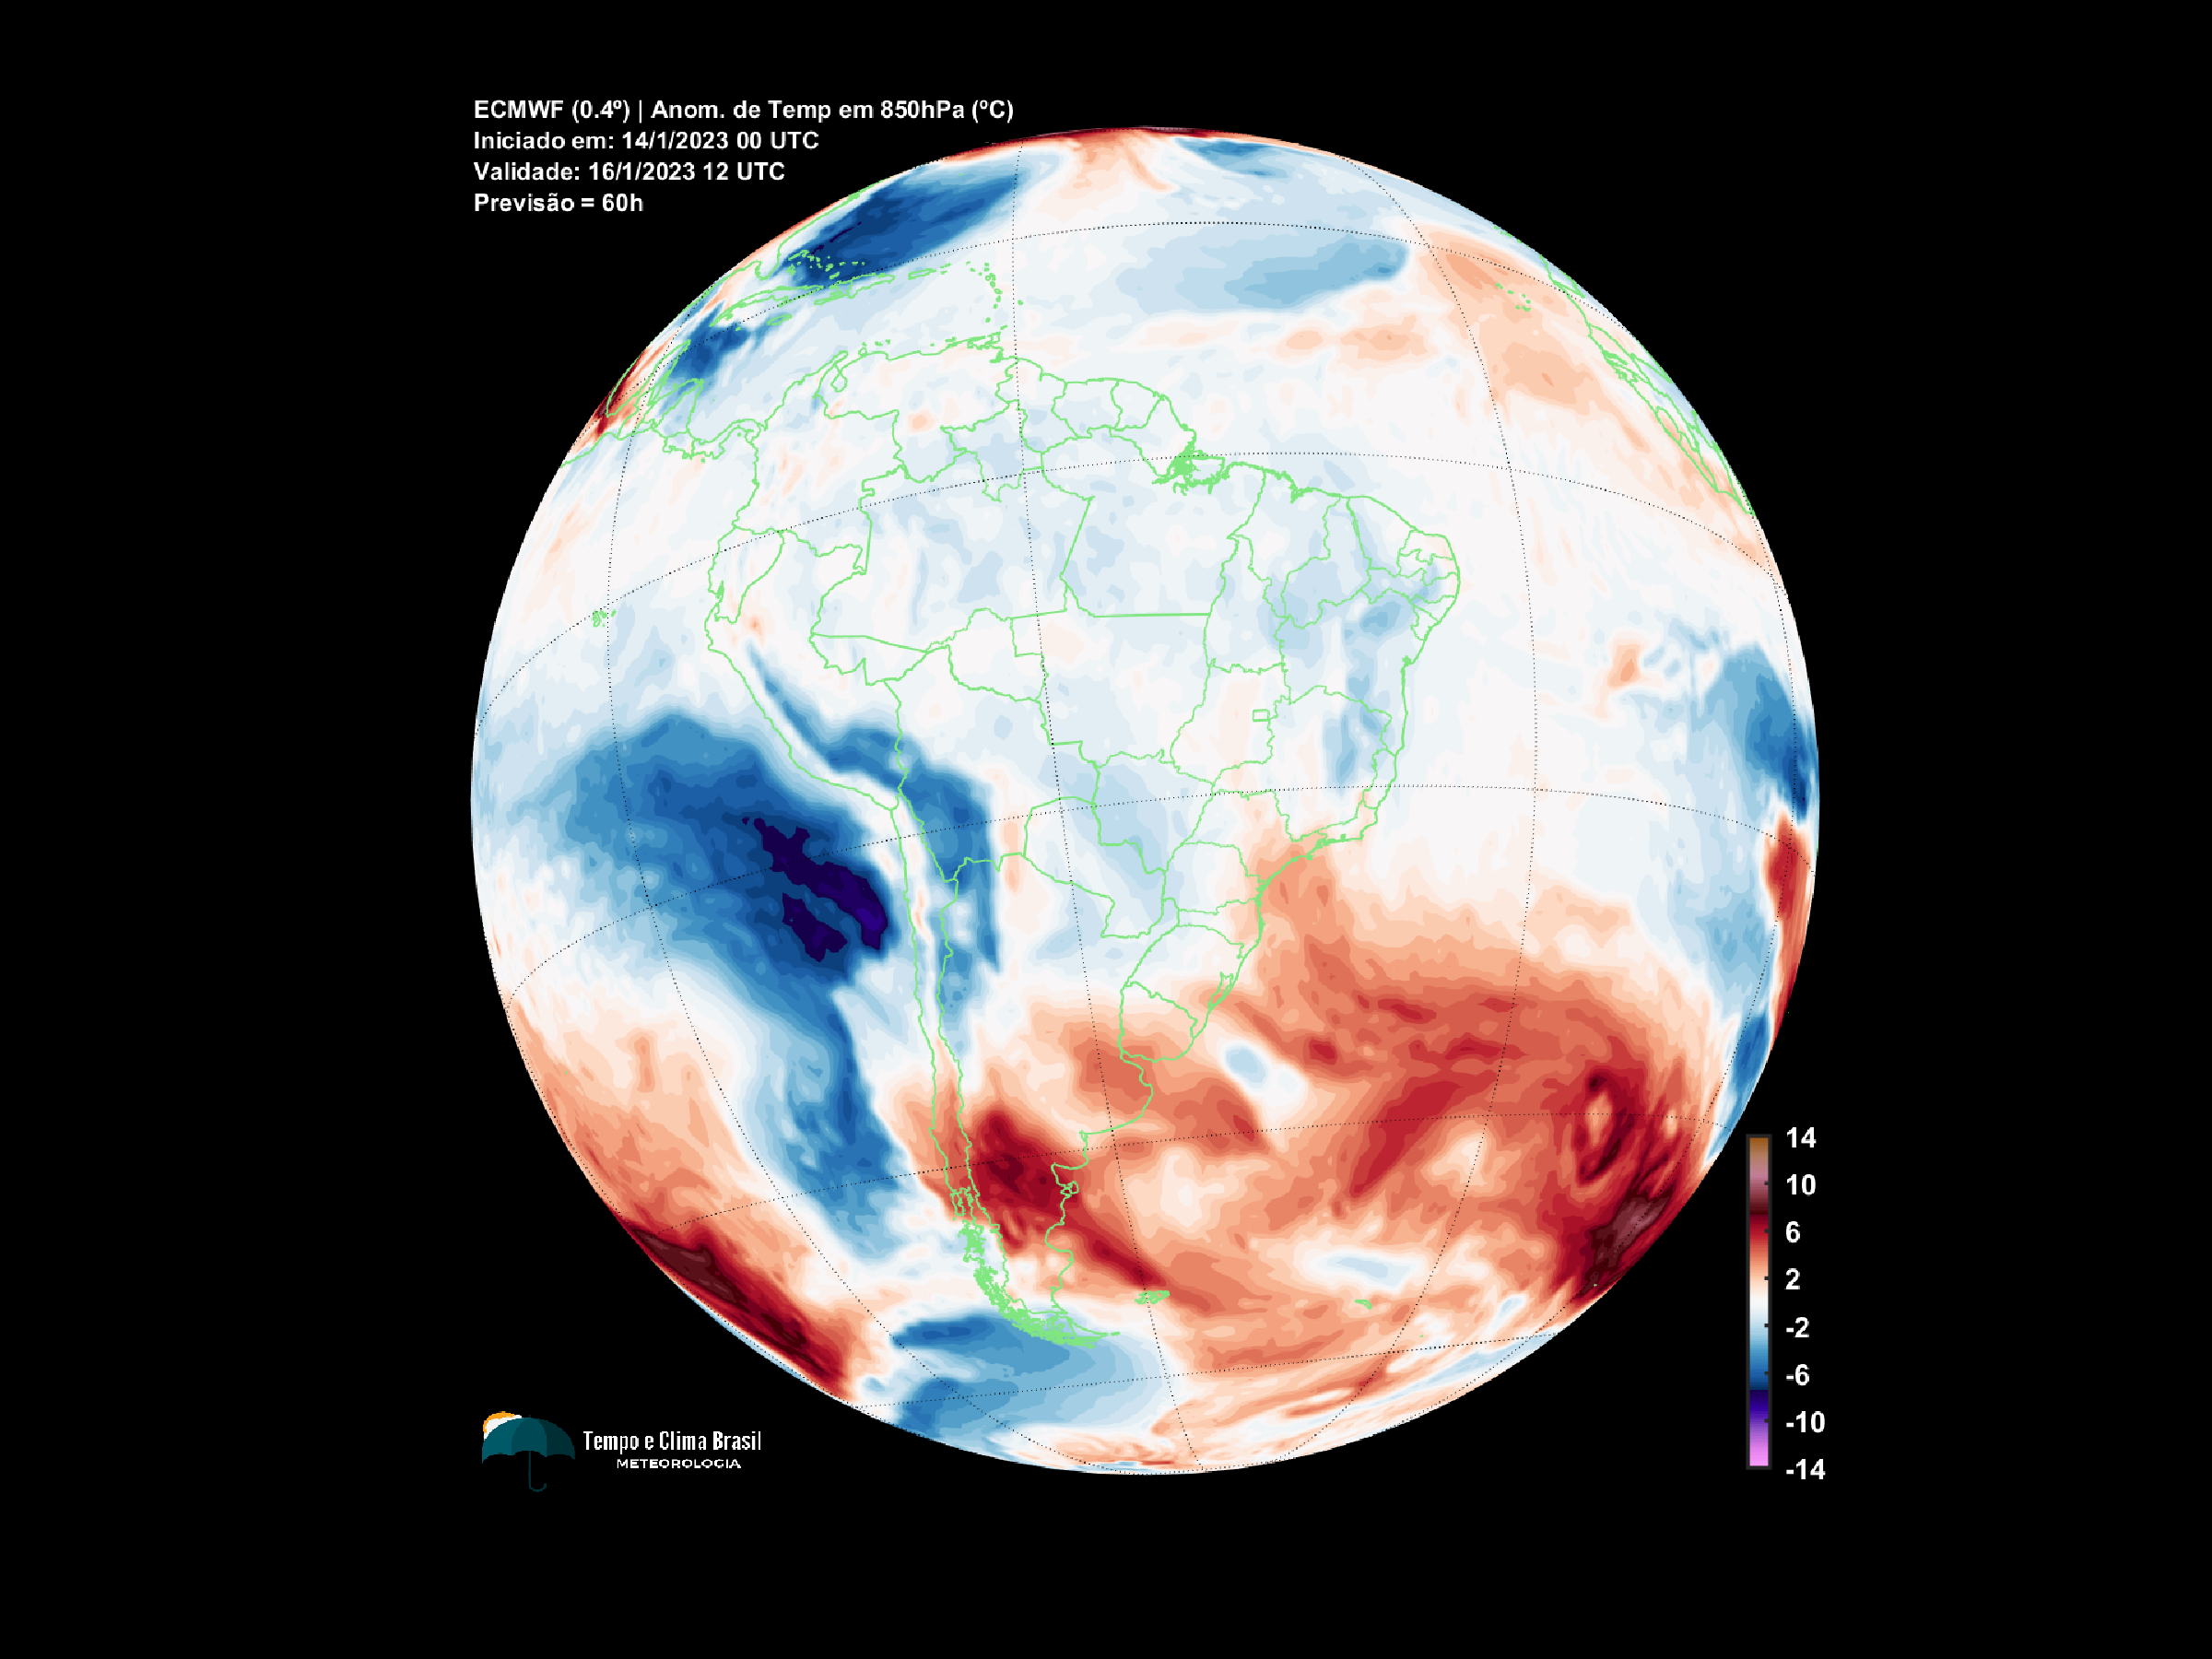 ECMWF (0.4º) | Anom. de Temp em 850hPa (ºC)
Iniciado em: 14/1/2023 00 UTC
Validade: 16/1/2023 12 UTC
Previsão = 60h
14
10
6
2
-2
-6
-10
-14
Tempo e Clima Brasil
METEOROLOGIA